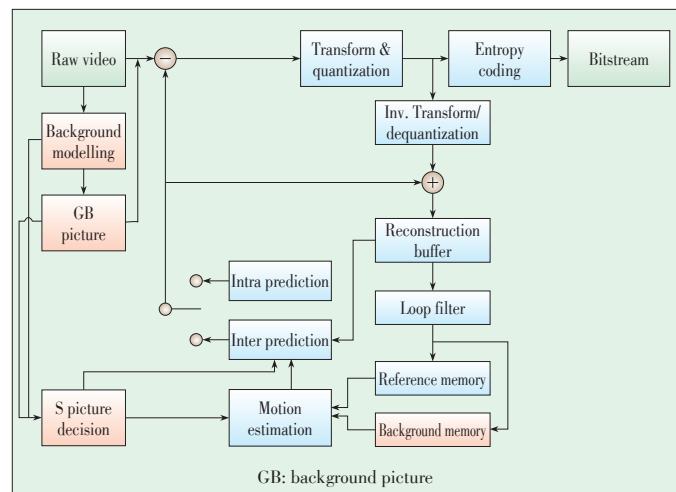 Raw video
−
Transform &
quantization
Entropy
coding
Bitstream
Background
modelling
Inv. Transform/
dequantization
+
GB
picture
Reconstruction
buffer
Intra prediction
Loop filter
Inter prediction
Reference memory
S picture
decision
Motion
estimation
Background memory
GB: background picture